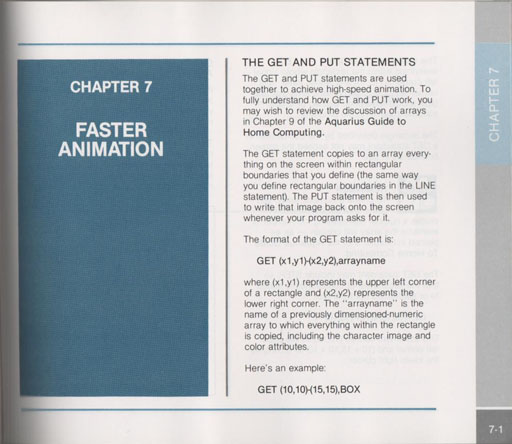 CHAPTER 7
FASTER
ANIMATION
THE GET AND PUT STATEMENTS
The GET and PUT statements are used
together to achieve high-speed animation. To
fully understand how GET and PUT work, you
may wish to review the discussion of arrays
in Chapter 9 of the Aquarius Guide to
Home Computing.
The GET statement copies to an array every-
thing on the screen within rectangular
boundaries that you define (the same way
you define rectangular boundaries in the LINE
statement). The PUT statement is then used
to write that image back onto the screen
whenever your program asks for it.
The format of the GET statement is:
GET (x1,y1)-(x2,y2),arrayname
where (x1,y1) represents the upper left corner
of a rectangle and (x2,y2) represents the
lower right corner. The "arrayname" is the
name of a previously dimensioned-numeric
array to which everything within the rectangle
is copied, including the character image and
color attributes.
Here's an example:
GET (10,10)-(15,15),BOX
CHAPTER 7
7-1